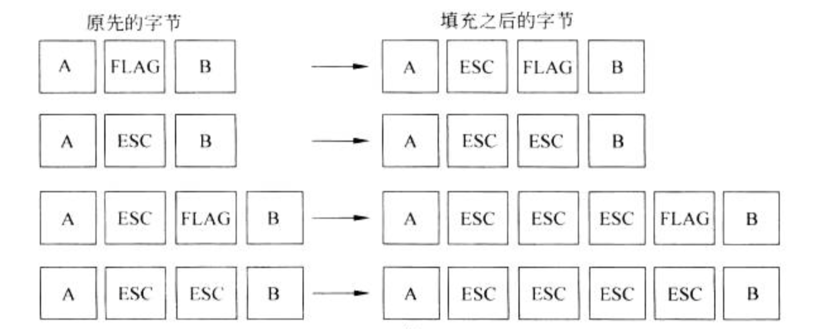 原先的字节 填充之后的字节
A FLAG B A ESC FLAG B
A ESC B A ESC ESC B
A ESC FLAG B A ESC ESC ESC FLAG B
A ESC ESC B A ESC ESC ESC ESC B